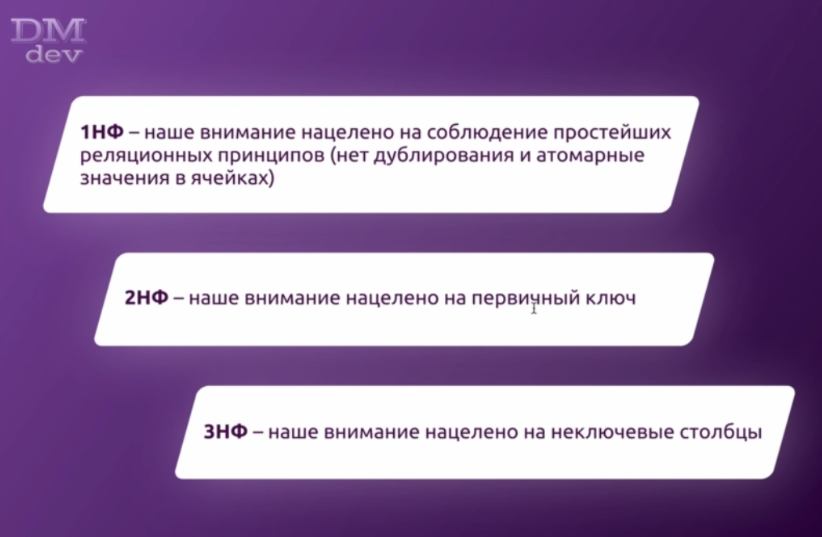 DM
dev
1НФ – наше внимание нацелено на соблюдение простейших
реляционных принципов (нет дублирования и атомарные
значения в ячейках)
2НФ – наше внимание нацелено на первичный ключ
3НФ – наше внимание нацелено на неключевые столбцы